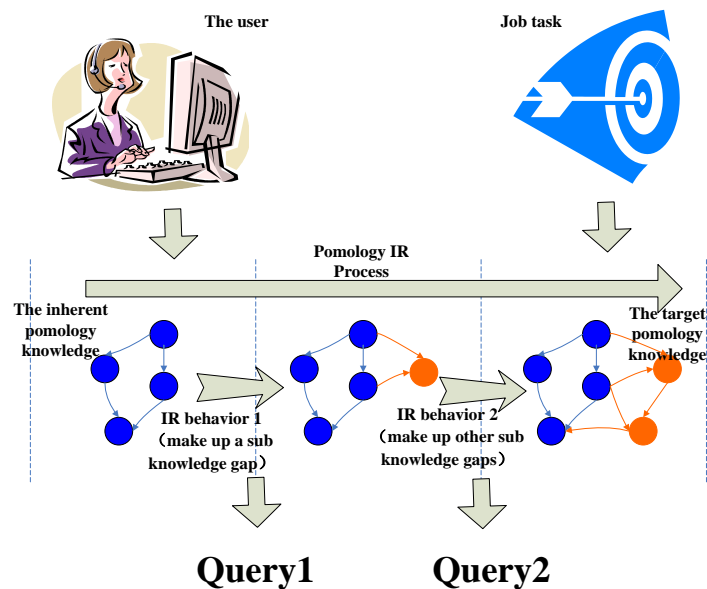 The user
Job task
Pomology IR
Process
The inherent
pomology
knowledge
The target
pomology
knowledge
IR behavior 1
（make up a sub
knowledge gap）
IR behavior 2
（make up other sub
knowledge gaps）
Query1
Query2